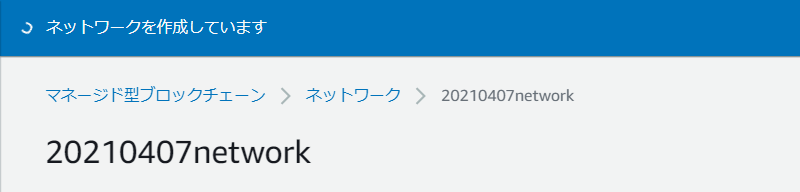 ネットワークを作成しています
マネージド型ブロックチェーン > ネットワーク > 20210407network
20210407network